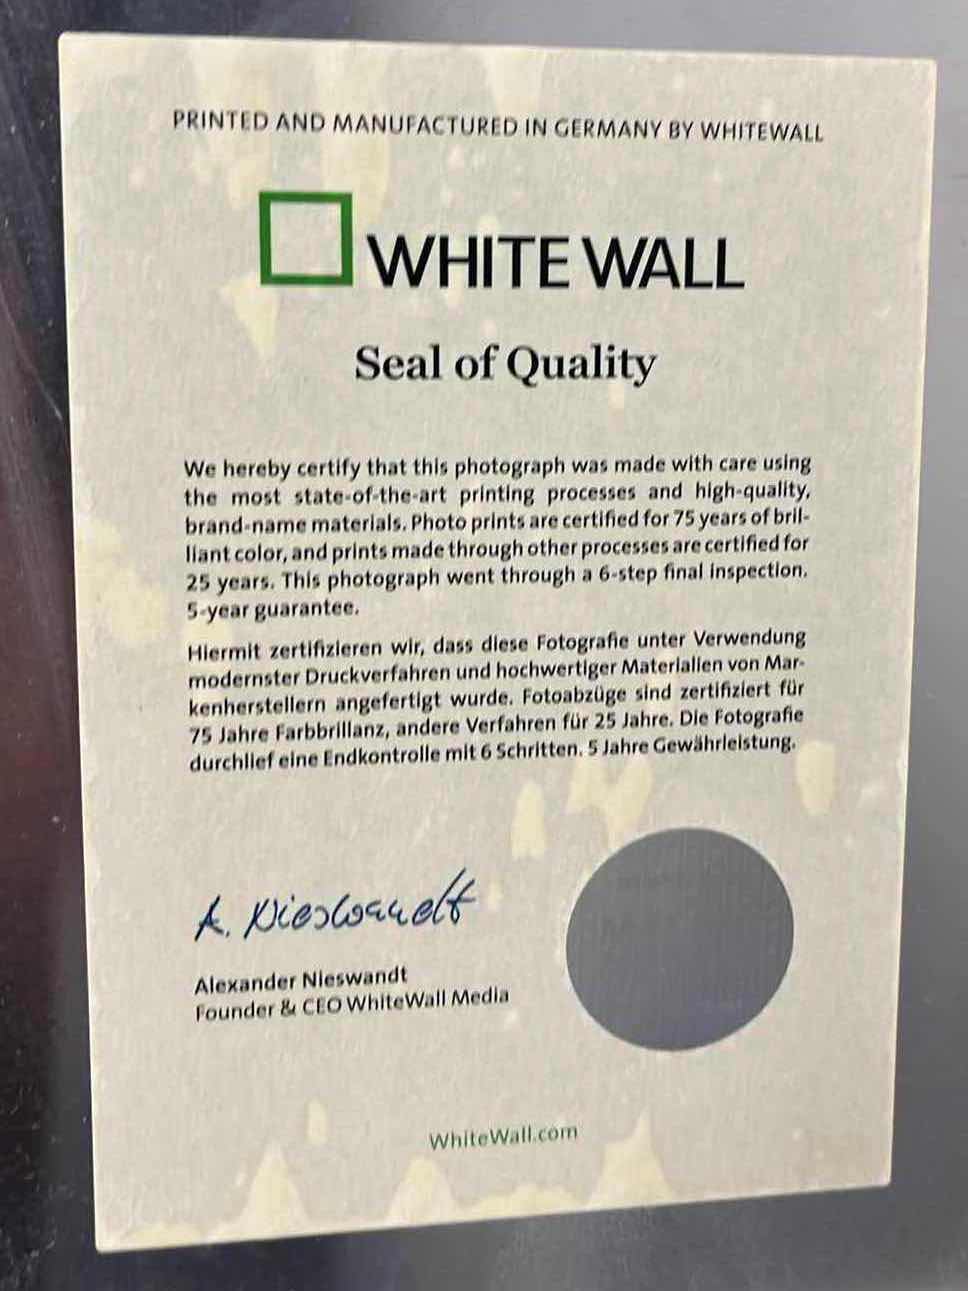 PRINTED AND MANUFACTURED IN GERMANY BY WHITEWALL
WHITE WALL
Seal of Quality
We hereby certify that this photograph was made with care using
the most state-of-the-art printing processes and high-quality,
brand-name materials. Photo prints are certified for 75 years of bril-
liant color, and prints made through other processes are certified for
25 years. This photograph went through a 6-step final inspection.
5-year guarantee.
Hiermit zertifizieren wir, dass diese Fotografie unter Verwendung
modernster Druckverfahren und hochwertiger Materialien von Mar-
kenherstellern angefertigt wurde. Fotoabzüge sind zertifiziert für
75 Jahre Farbbrillanz, andere Verfahren für 25 Jahre. Die Fotografie
durchlief eine Endkontrolle mit 6 Schritten. 5 Jahre Gewährleistung.
A. Nieswandt
Alexander Nieswandt
Founder & CEO WhiteWall Media
WhiteWall.com